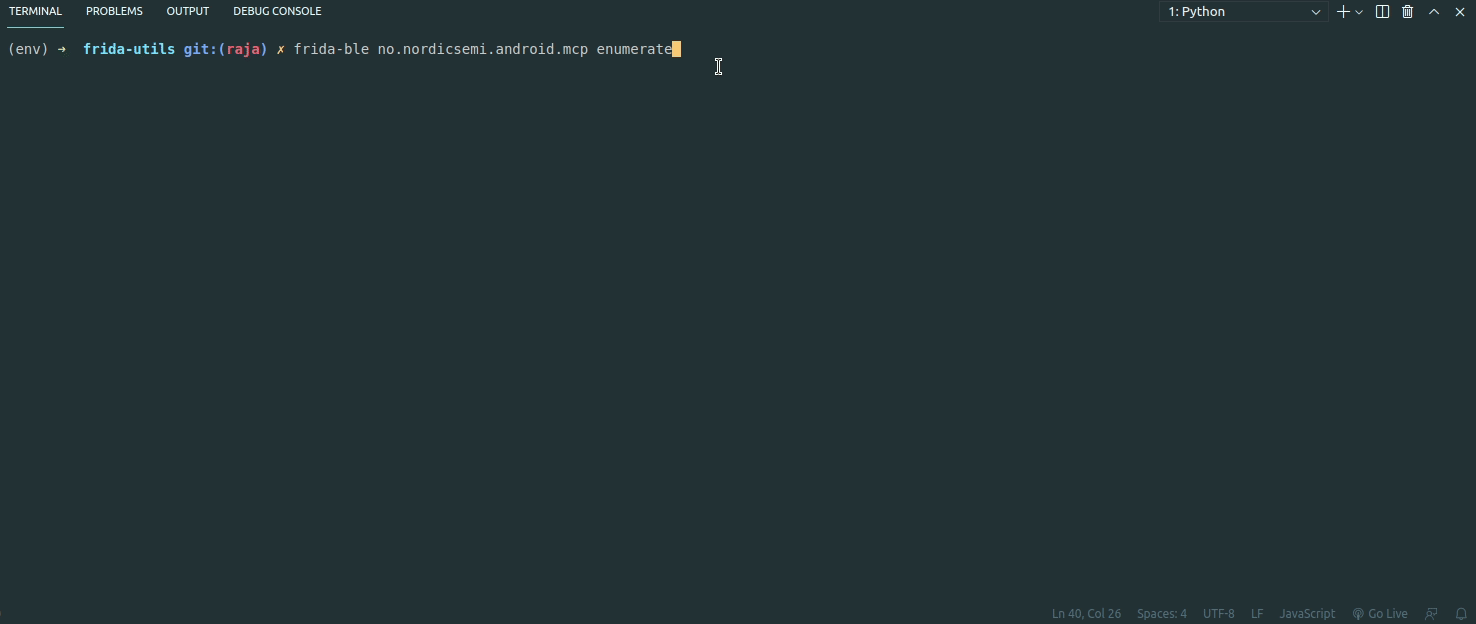 TERMINAL PROBLEMS OUTPUT DEBUG CONSOLE 1: Python
(env) ➜ frida-utils git:(raja) ✗ frida-ble no.nordicsemi.android.mcp enumerate
Ln 40, Col 26 Spaces: 4 UTF-8 LF JavaScript Go Live